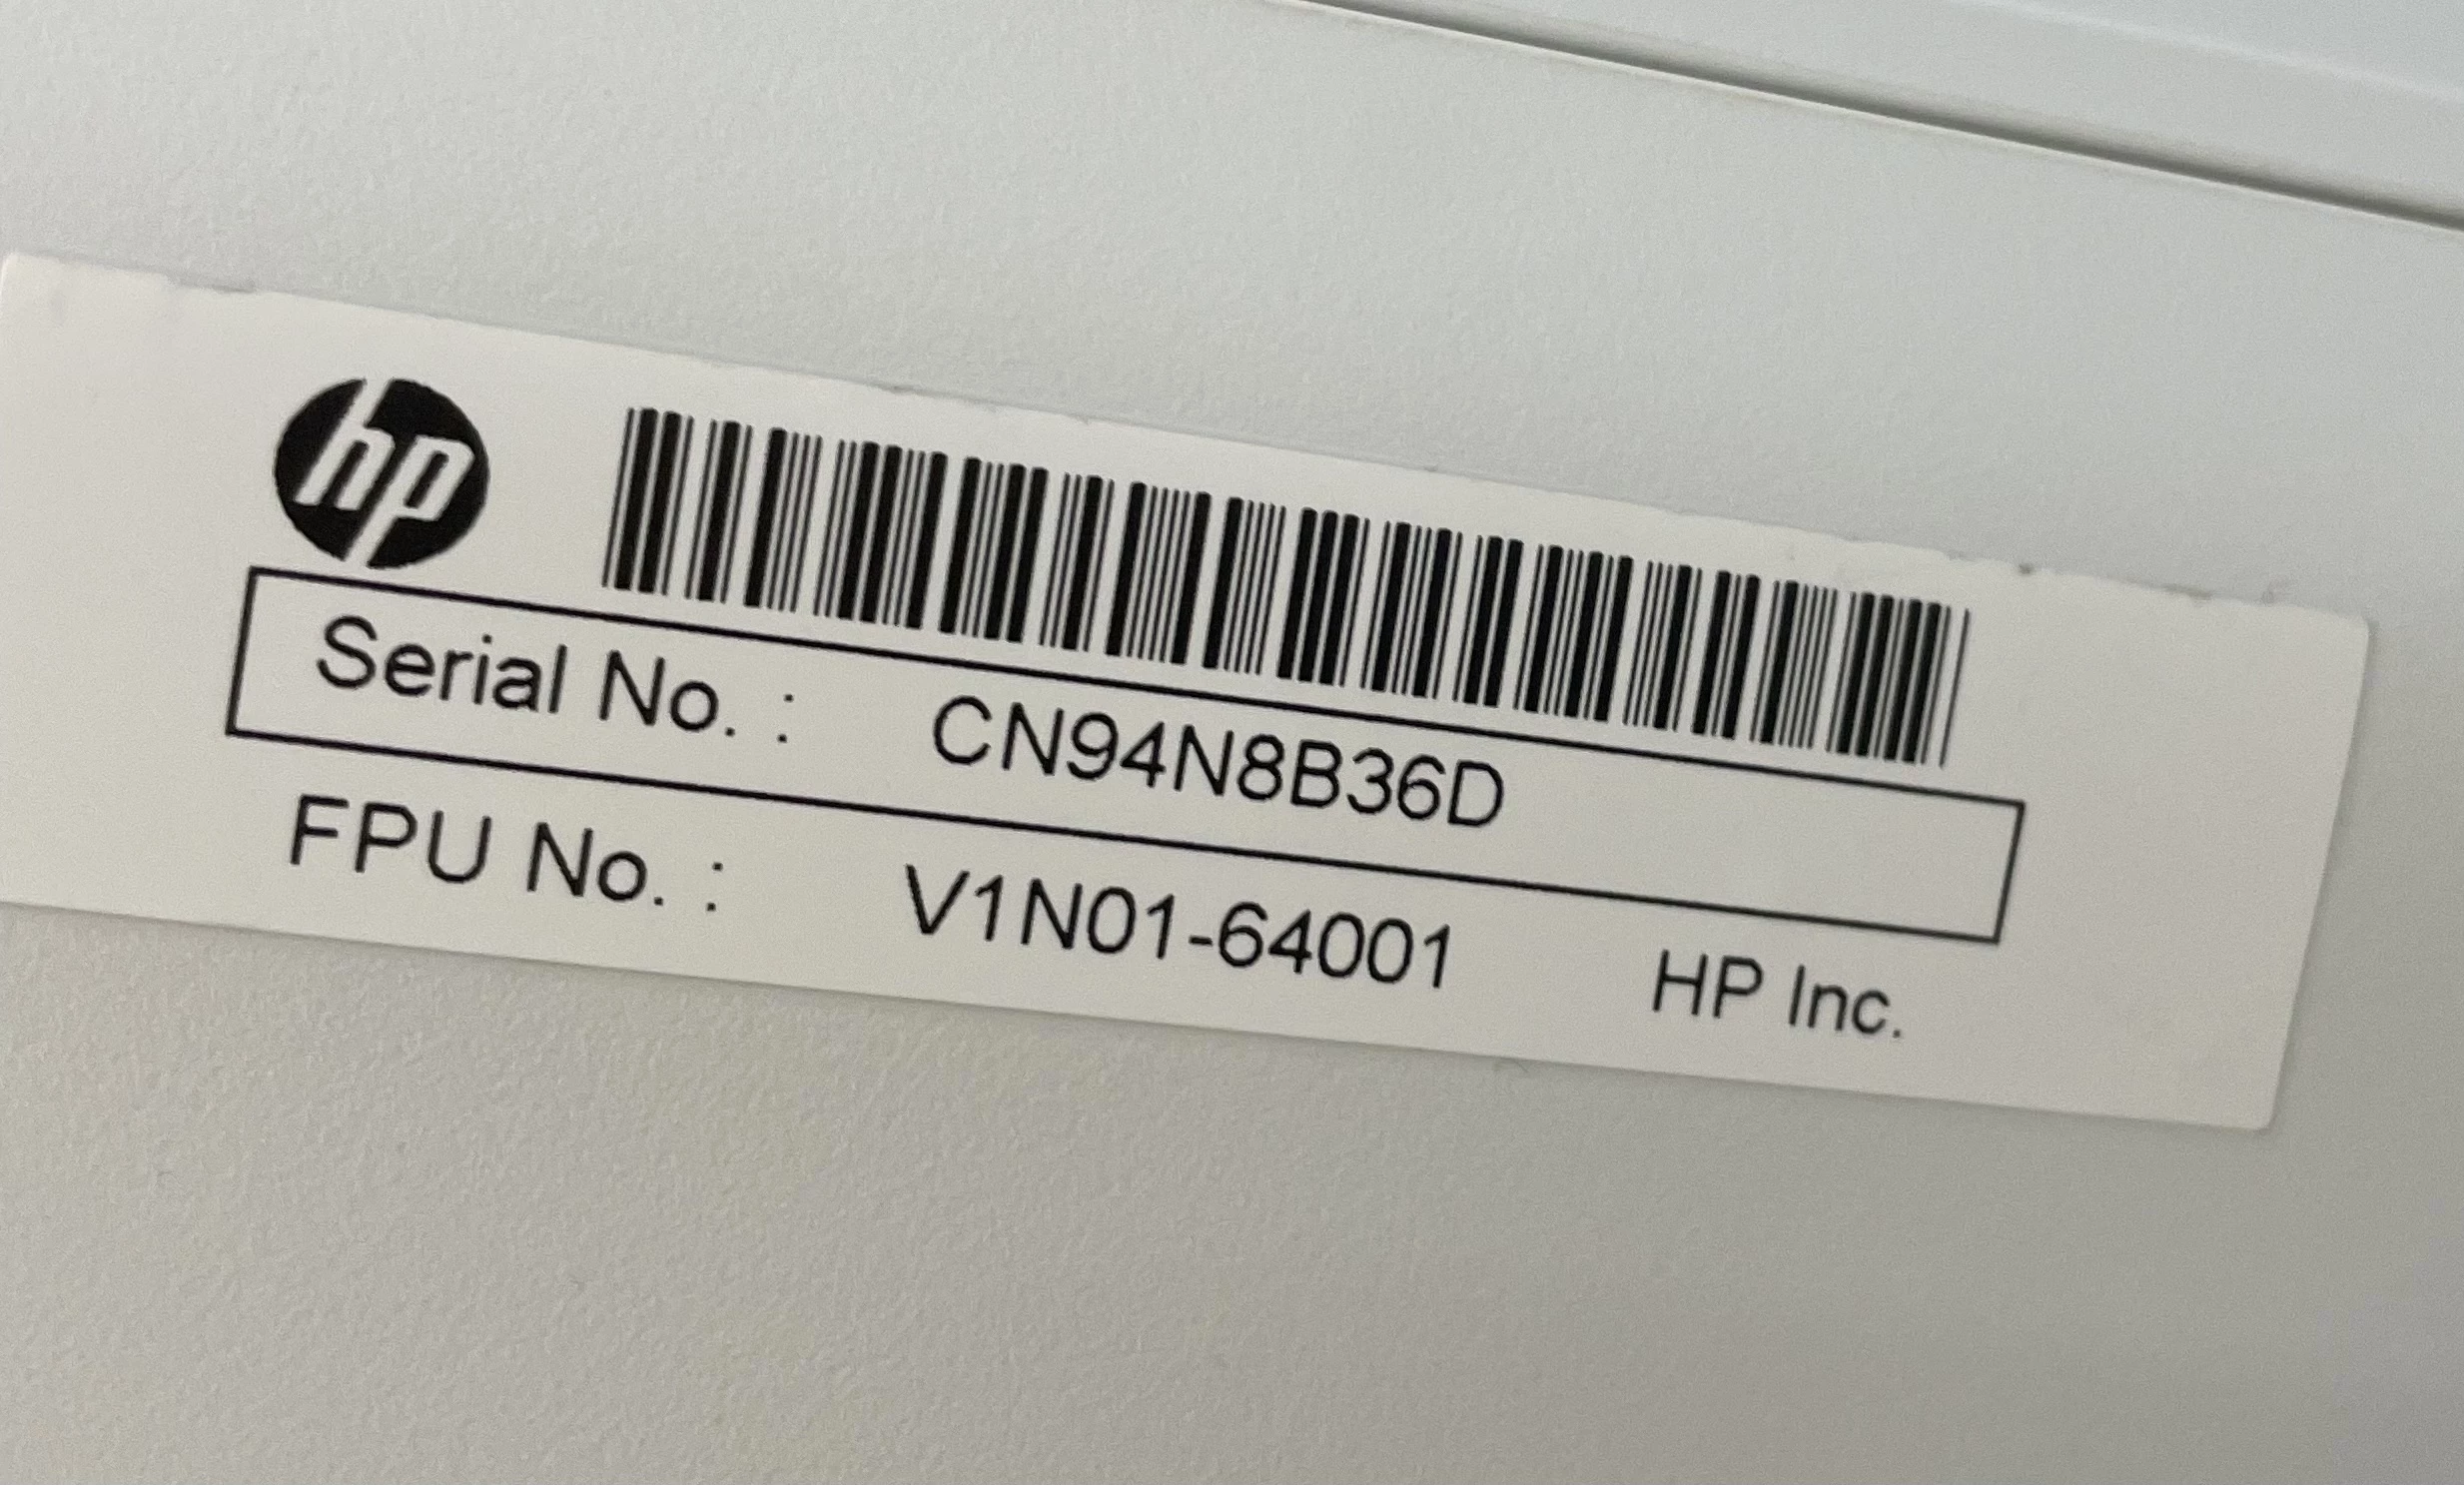 hp
Serial No. : CN94N8B36D
FPU No. : V1N01-64001 HP Inc.